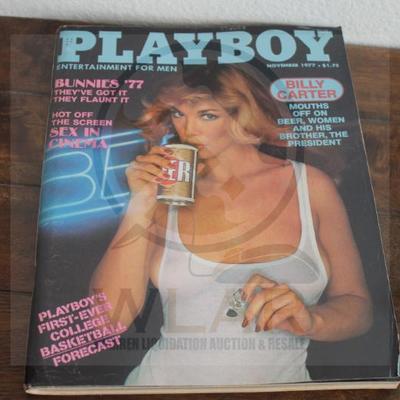 PLAYBOY
ENTERTAINMENT FOR MEN
NOVEMBER 1977 • $1.75
BUNNIES '77
THEY'VE GOT IT
THEY FLAUNT IT
HOT OFF
THE SCREEN
SEX IN
CINEMA
BILLY
CARTER
MOUTHS
OFF ON
BEER, WOMEN
AND HIS
BROTHER, THE
PRESIDENT
PLAYBOY'S
FIRST-EVER
COLLEGE
BASKETBALL
FORECAST
WLAR
LIQUIDATION AUCTION & RESALE